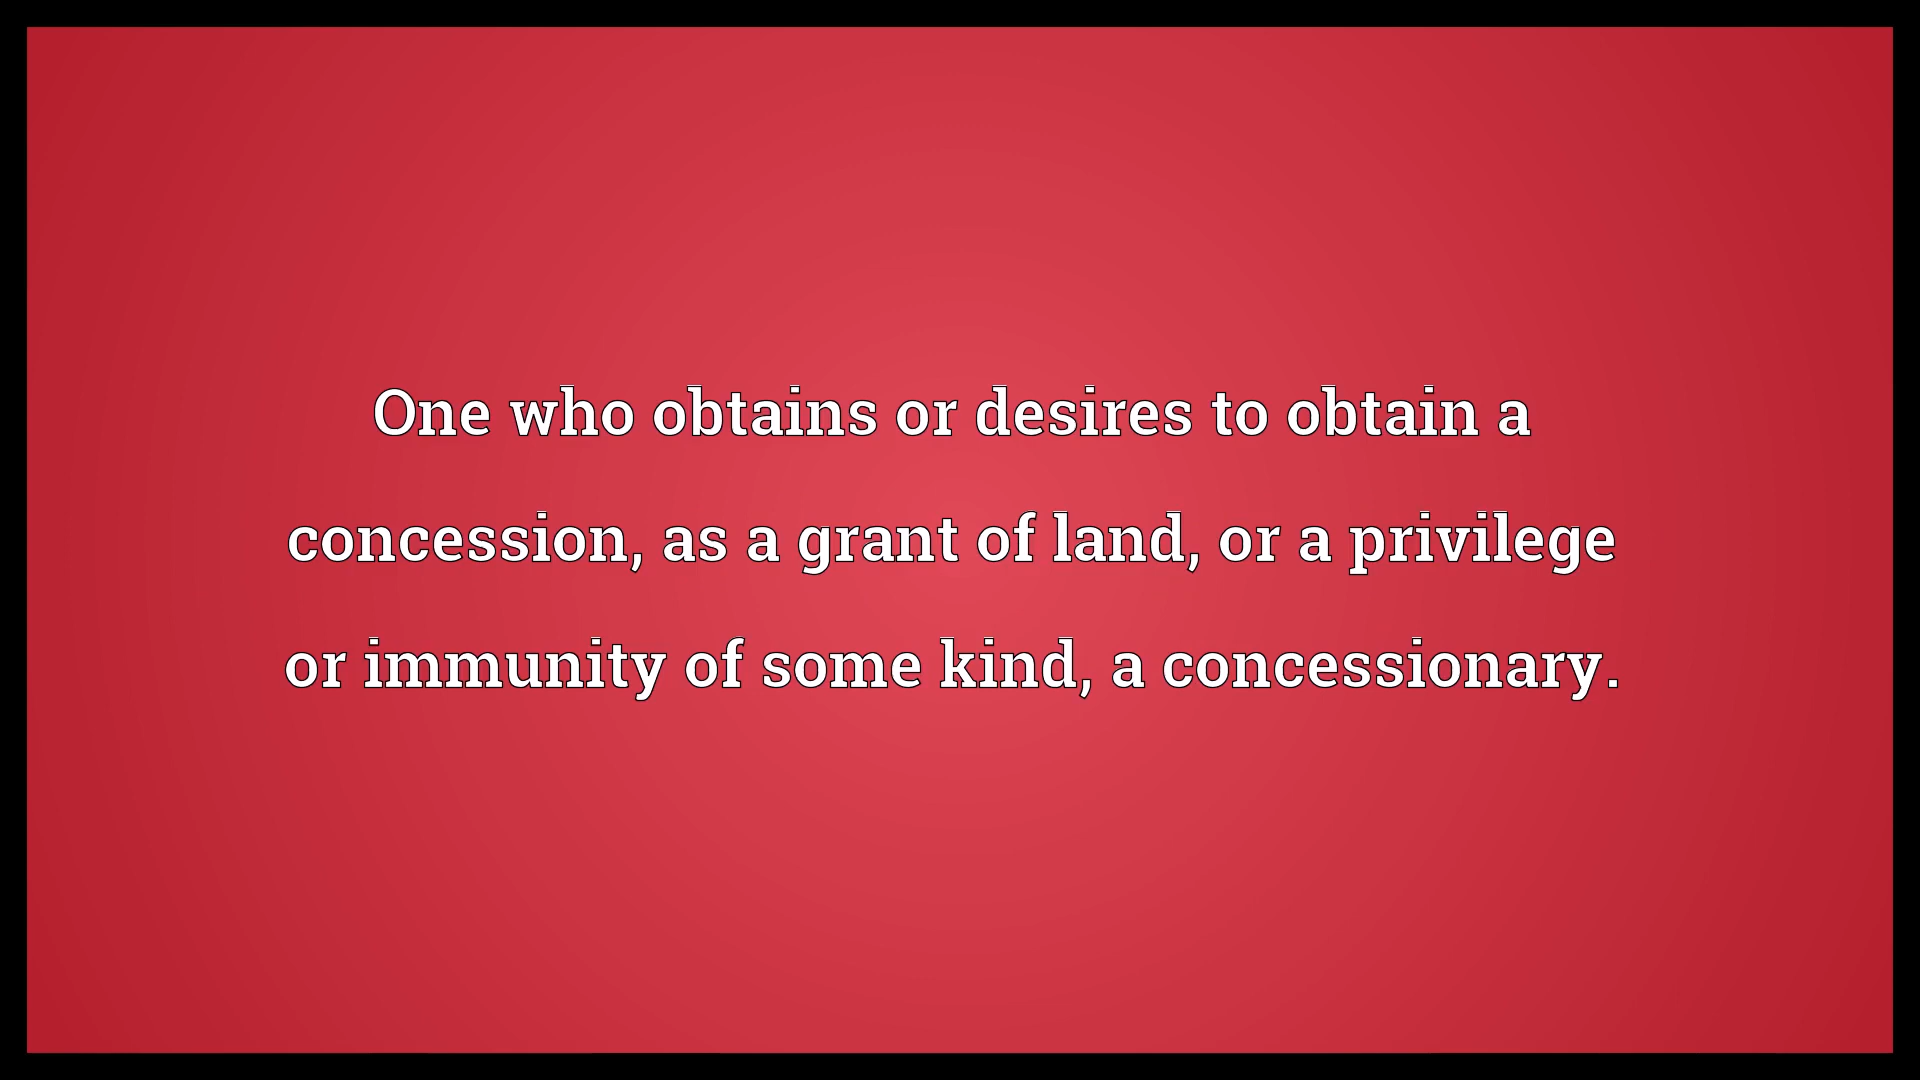 One who obtains or desires to obtain a
concession, as a grant of land, or a privilege
or immunity of some kind, a concessionary.